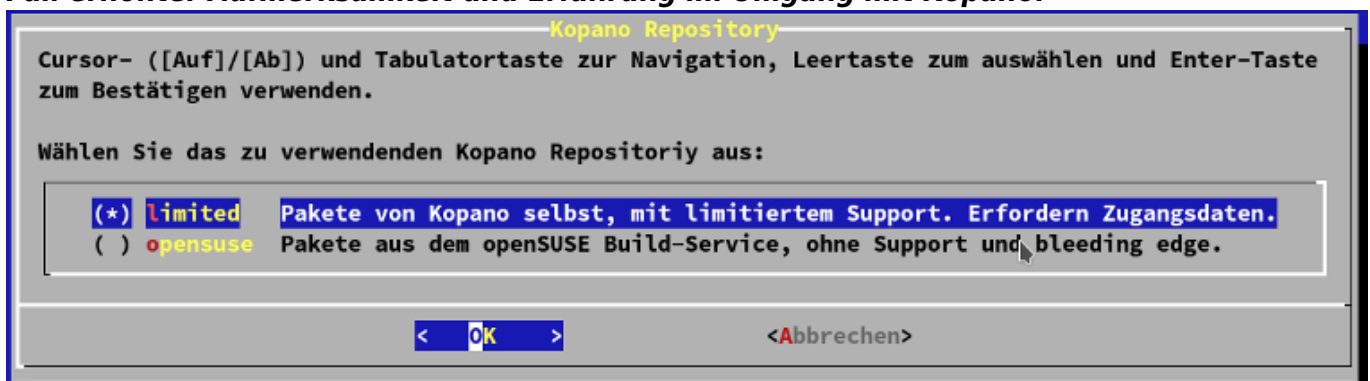 Kopano Repository
Cursor- ([Auf]/[Ab]) und Tabulatortaste zur Navigation, Leertaste zum auswählen und Enter-Taste
zum Bestätigen verwenden.
Wählen Sie das zu verwendenden Kopano Repositoriy aus:
(*) limited Pakete von Kopano selbst, mit limitiertem Support. Erfordern Zugangsdaten.
( ) opensuse Pakete aus dem openSUSE Build-Service, ohne Support und bleeding edge.
< OK > <Abbrechen>